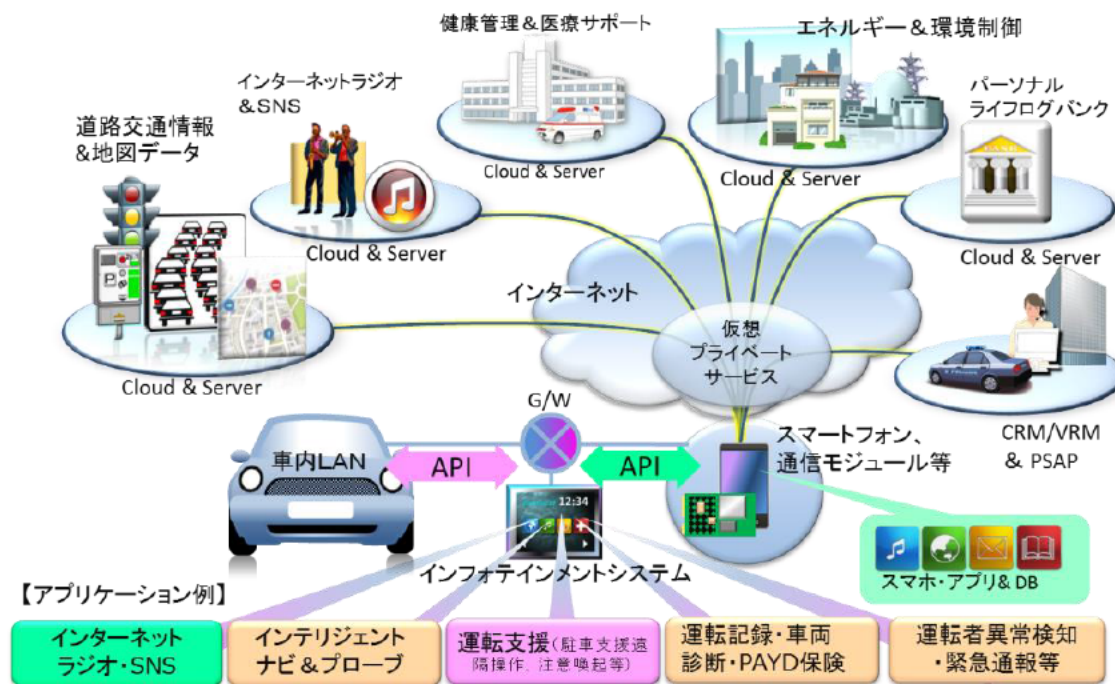 健康管理＆医療サポート
エネルギー＆環境制御
インターネットラジオ
＆SNS
パーソナル
ライフログバンク
道路交通情報
&地図データ
Cloud & Server
Cloud & Server
Cloud & Server
Cloud & Server
インターネット
仮想
プライベート
サービス
Cloud & Server
G/W
CRM/VRM
& PSAP
スマートフォン、
通信モジュール等
車内LAN
API
API
12:34
インフォテインメントシステム
スマホ・アプリ& DB
【アプリケーション例】
インターネット
ラジオ・SNS
インテリジェント
ナビ＆プローブ
運転支援(駐車支援遠
隔操作、注意喚起等)
運転記録・車両
診断・PAYD保険
運転者異常検知
・緊急通報等